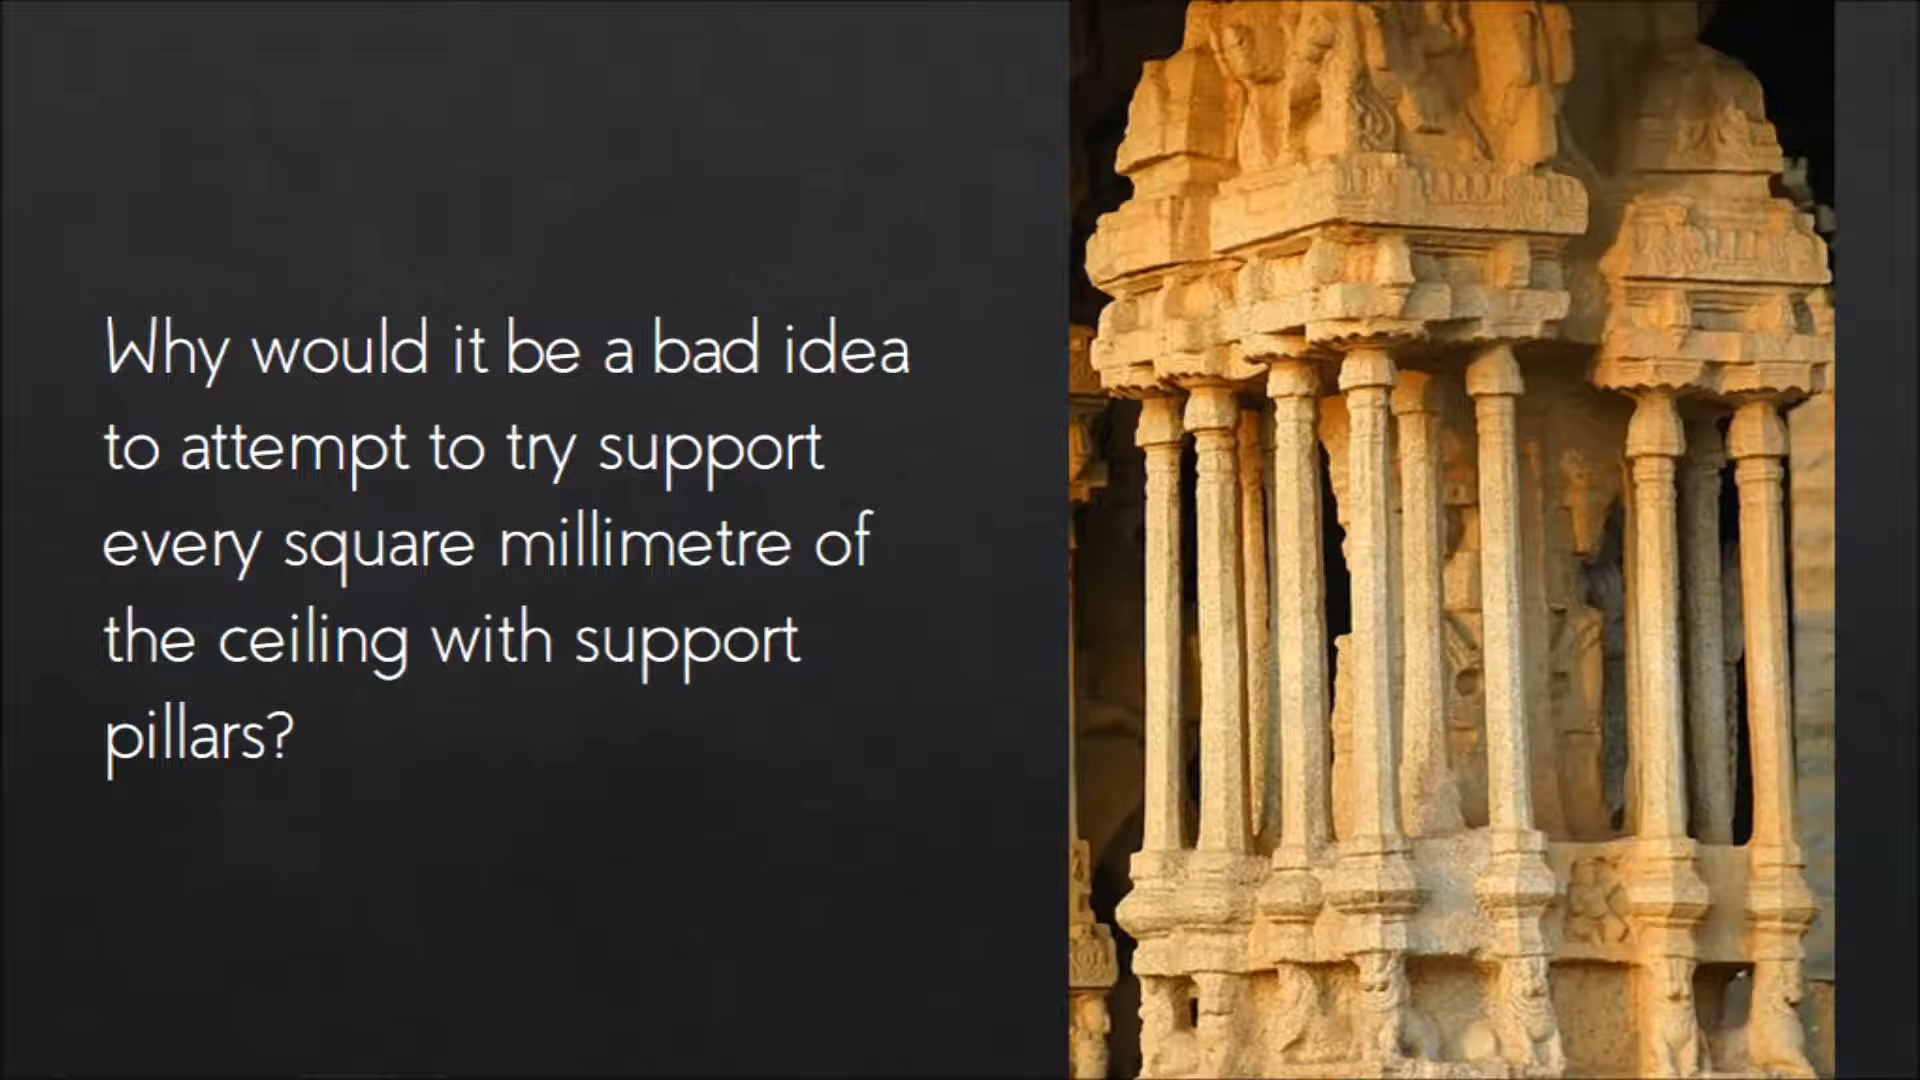 Why would it be a bad idea
to attempt to try support
every square millimetre of
the ceiling with support
pillars?